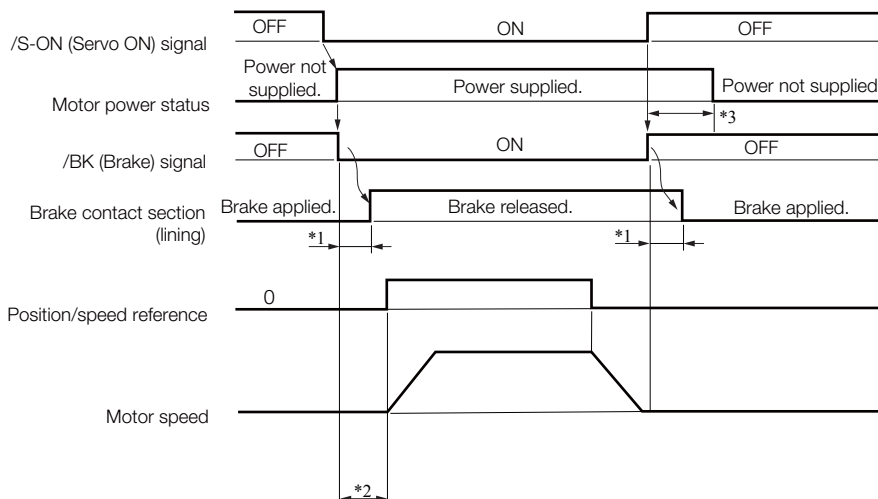 OFF ON OFF
/S-ON (Servo ON) signal
Power not supplied. Power supplied. Power not supplied.
Motor power status
*3
OFF ON OFF
/BK (Brake) signal
Brake applied. Brake released. Brake applied.
Brake contact section
(lining)
*1 *1
0
Position/speed reference
Motor speed
*2